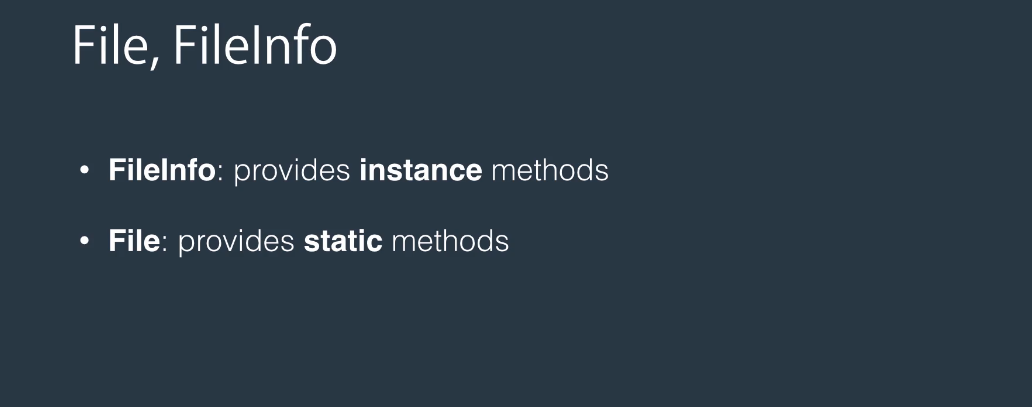 File, FileInfo
• FileInfo: provides instance methods
• File: provides static methods